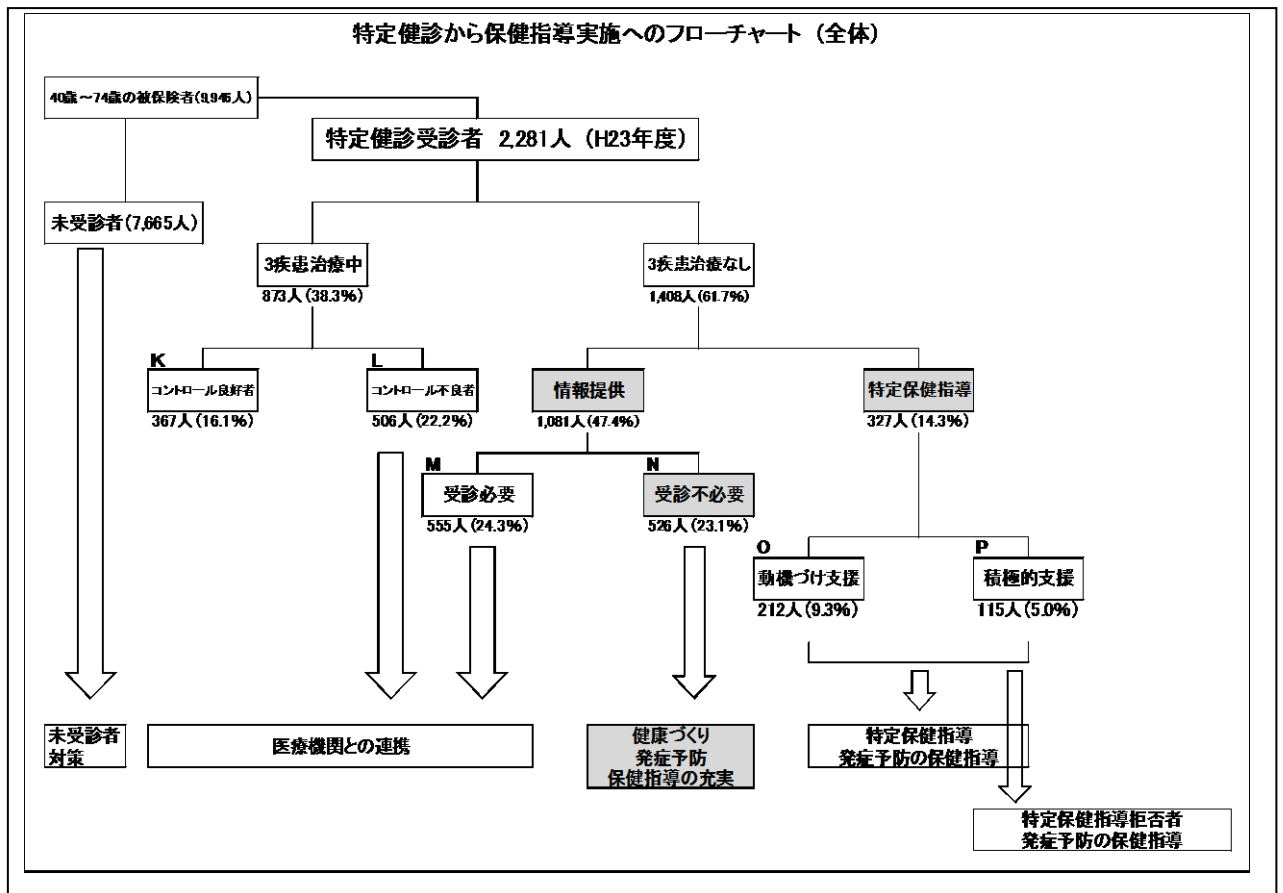 特定健診から保健指導実施へのフローチャート（全体）
40歳～74歳の被保険者(9,946人)
特定健診受診者 2,281人（H23年度）
未受診者(7,665人)
3疾患治療中
873人(38.3%)
3疾患治療なし
1,408人(61.7%)
K
コントロール良好者
367人(16.1%)
L
コントロール不良者
506人(22.2%)
情報提供
1,081人(47.4%)
特定保健指導
327人(14.3%)
M
受診必要
555人(24.3%)
N
受診不必要
526人(23.1%)
O
動機づけ支援
212人(9.3%)
P
積極的支援
115人(5.0%)
未受診者
対策
医療機関との連携
健康づくり
発症予防
保健指導の充実
特定保健指導
発症予防の保健指導
特定保健指導拒否者
発症予防の保健指導